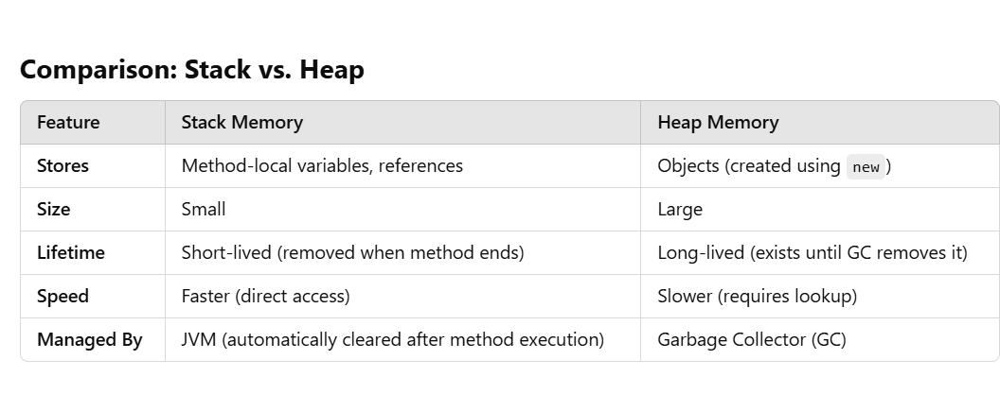 Comparison: Stack vs. Heap
Feature Stack Memory Heap Memory
Stores Method-local variables, references Objects (created using new)
Size Small Large
Lifetime Short-lived (removed when method ends) Long-lived (exists until GC removes it)
Speed Faster (direct access) Slower (requires lookup)
Managed By JVM (automatically cleared after method execution) Garbage Collector (GC)